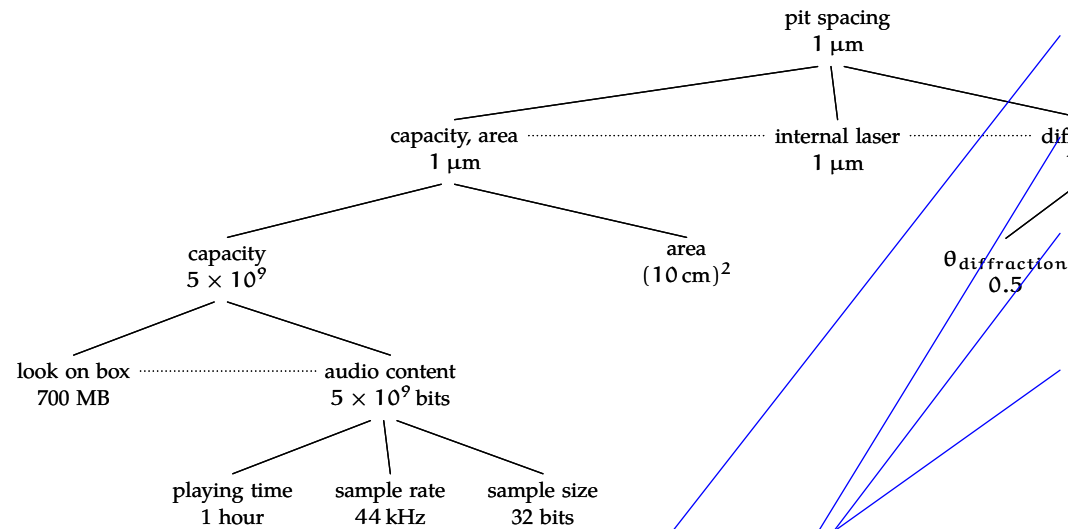 pit spacing
1 μm
capacity, area
1 μm
internal laser
1 μm
capacity
5 × 10⁹
area
(10 cm)²
θdiffraction
0.5
look on box
700 MB
audio content
5 × 10⁹ bits
playing time
1 hour
sample rate
44 kHz
sample size
32 bits